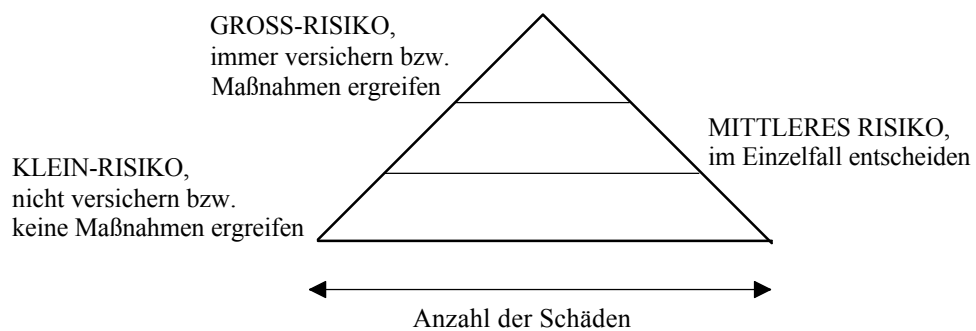 GROSS-RISIKO,
immer versichern bzw.
Maßnahmen ergreifen
MITTLERES RISIKO,
im Einzelfall entscheiden
KLEIN-RISIKO,
nicht versichern bzw.
keine Maßnahmen ergreifen
Anzahl der Schäden